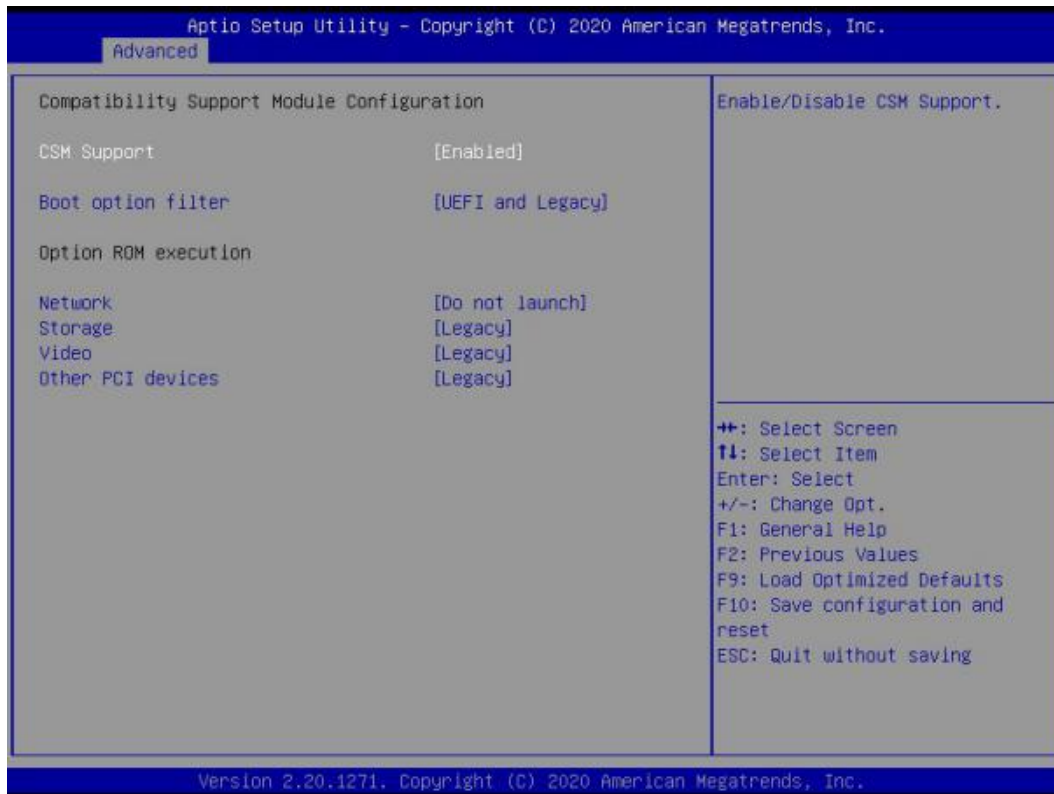 Aptio Setup Utility – Copyright (C) 2020 American Megatrends, Inc.
Advanced
Compatibility Support Module Configuration
CSM Support [Enabled]
Boot option filter [UEFI and Legacy]
Option ROM execution
Network [Do not launch]
Storage [Legacy]
Video [Legacy]
Other PCI devices [Legacy]
Enable/Disable CSM Support.
→←: Select Screen
↑↓: Select Item
Enter: Select
+/-: Change Opt.
F1: General Help
F2: Previous Values
F9: Load Optimized Defaults
F10: Save configuration and
reset
ESC: Quit without saving
Version 2.20.1271. Copyright (C) 2020 American Megatrends, Inc.